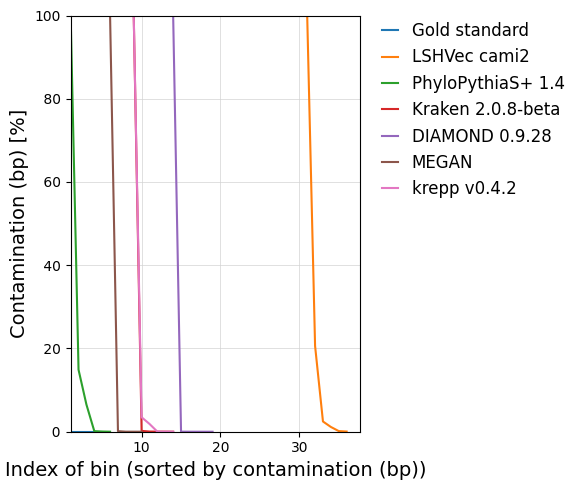 Contamination (bp) [%]
100
80
60
40
20
0
10
20
30
Index of bin (sorted by contamination (bp))
Gold standard
LSHVec cami2
PhyloPythiaS+ 1.4
Kraken 2.0.8-beta
DIAMOND 0.9.28
MEGAN
krepp v0.4.2